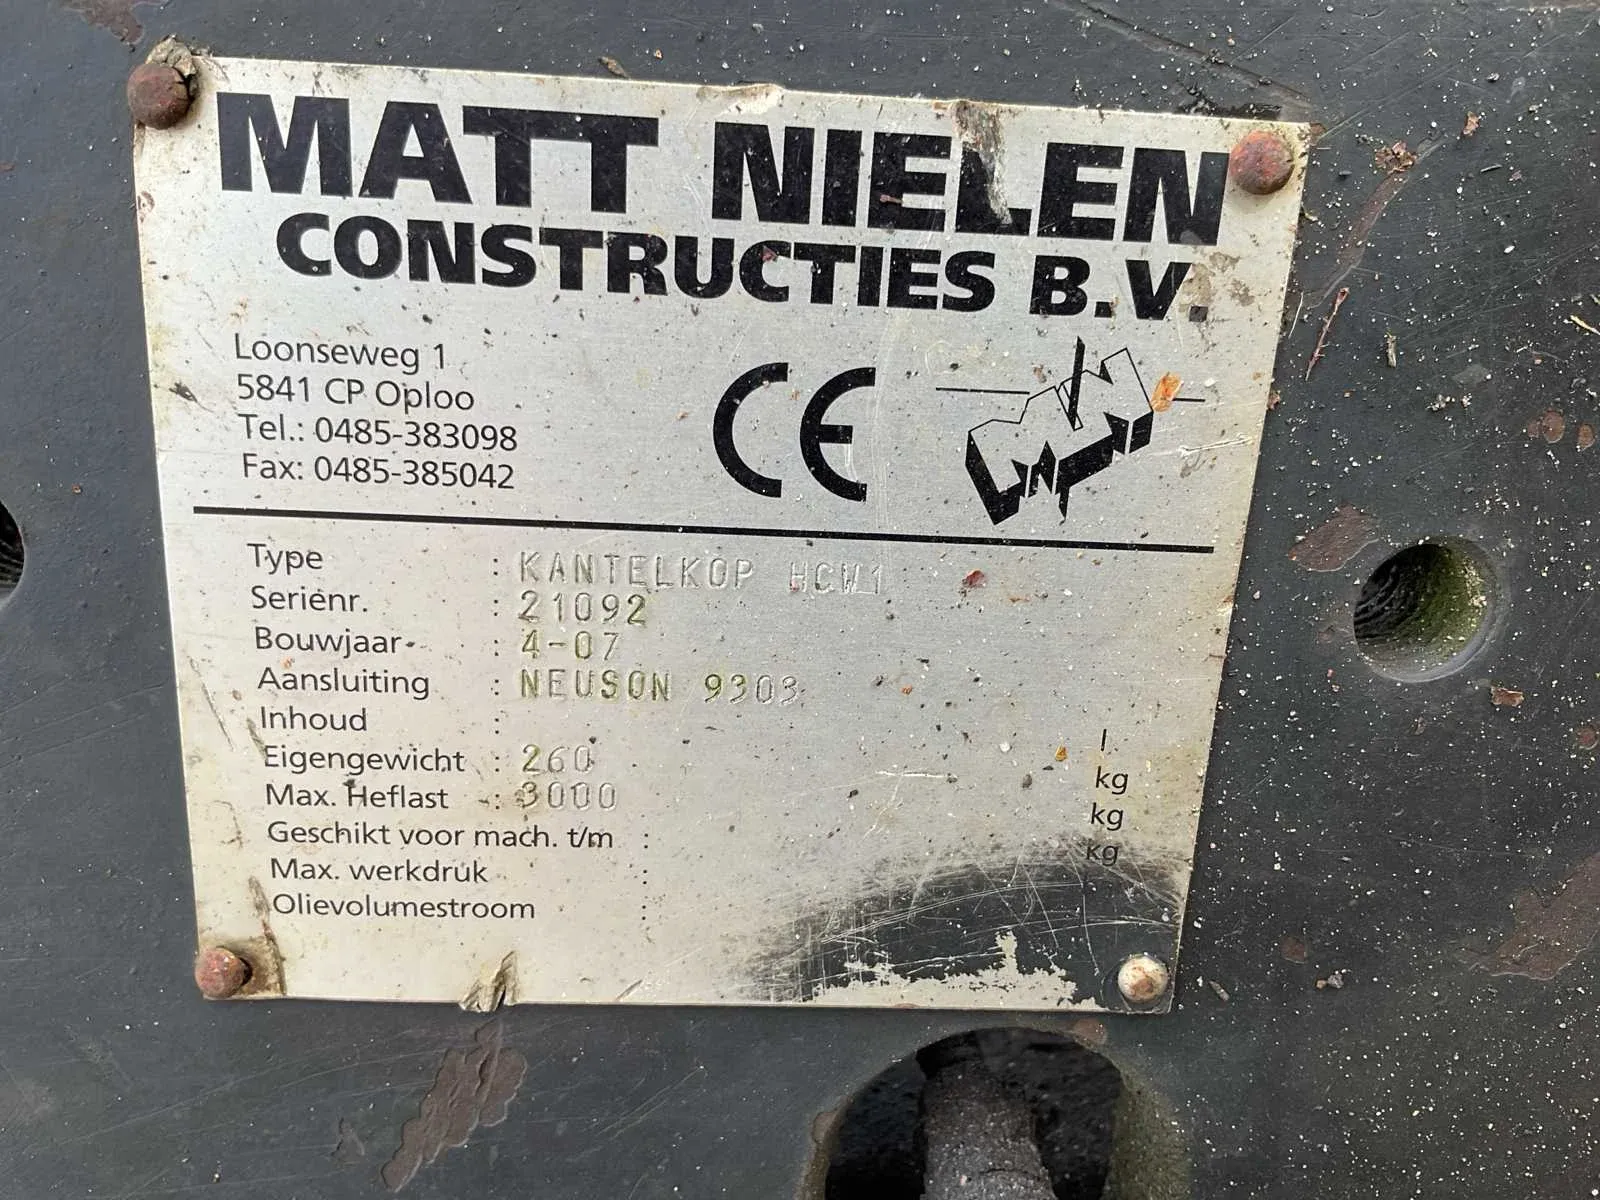 MATT NIELEN
CONSTRUCTIES B.V.
Loonseweg 1
5841 CP Oploo
Tel.: 0485-383098
Fax: 0485-385042
CE
Type : KANTELKOP HCW1
Serienr. : 21092
Bouwjaar : 4-07
Aansluiting : NEUSON 9303
Inhoud : l
Eigengewicht : 260 kg
Max. Heflast : 3000 kg
Geschikt voor mach. t/m : kg
Max. werkdruk :
Olievolumestroom :